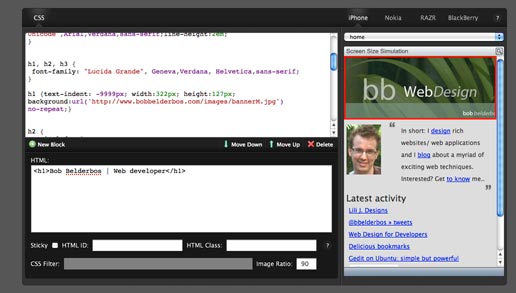 CSS
iPhone Nokia RAZR BlackBerry ?
Unicode",Arial,Verdana,sans-serif;line-height:2em;
}
h1, h2, h3 {
font-family: "Lucida Grande", Geneva,Verdana, Helvetica,sans-serif;
}
h1 {text-indent: -9999px; width:322px; height:127px;
background:url('http://www.bobbelderbos.com/images/bannerM.jpg')
no-repeat;}
h2 {
New Block Move Down Move Up Delete
HTML:
<h1>Bob Belderbos | Web developer</h1>
Sticky HTML ID: HTML Class: ?
CSS Filter: Image Ratio: 90
home
Screen Size Simulation
bb WebDesign
bob belderbo
“ In short: I design rich
websites/ web applications
and I blog about a myriad of
exciting web techniques.
Interested? Get to know me..
”
Latest activity
Lili J. Designs
@bbelderbos » tweets
Web Design for Developers
Delicious bookmarks
Gedit on Ubuntu: simple but powerful